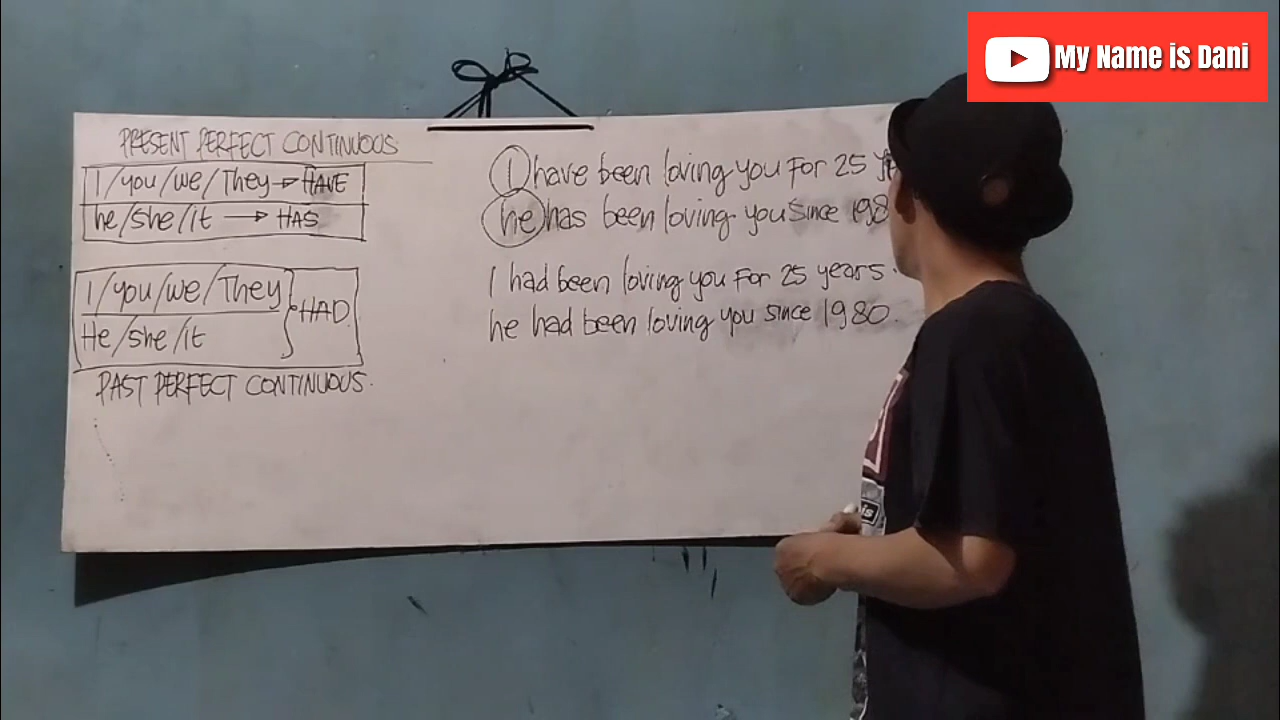 My Name is Dani
PRESENT PERFECT CONTINUOUS
I/you/we/They → HAVE
he/she/it → HAS
I/you/we/They
He/she/it
HAD
PAST PERFECT CONTINUOUS.
I have been loving you For 25
he has been loving you since
I had been loving you For 25 years.
he had been loving you since 1980.
is